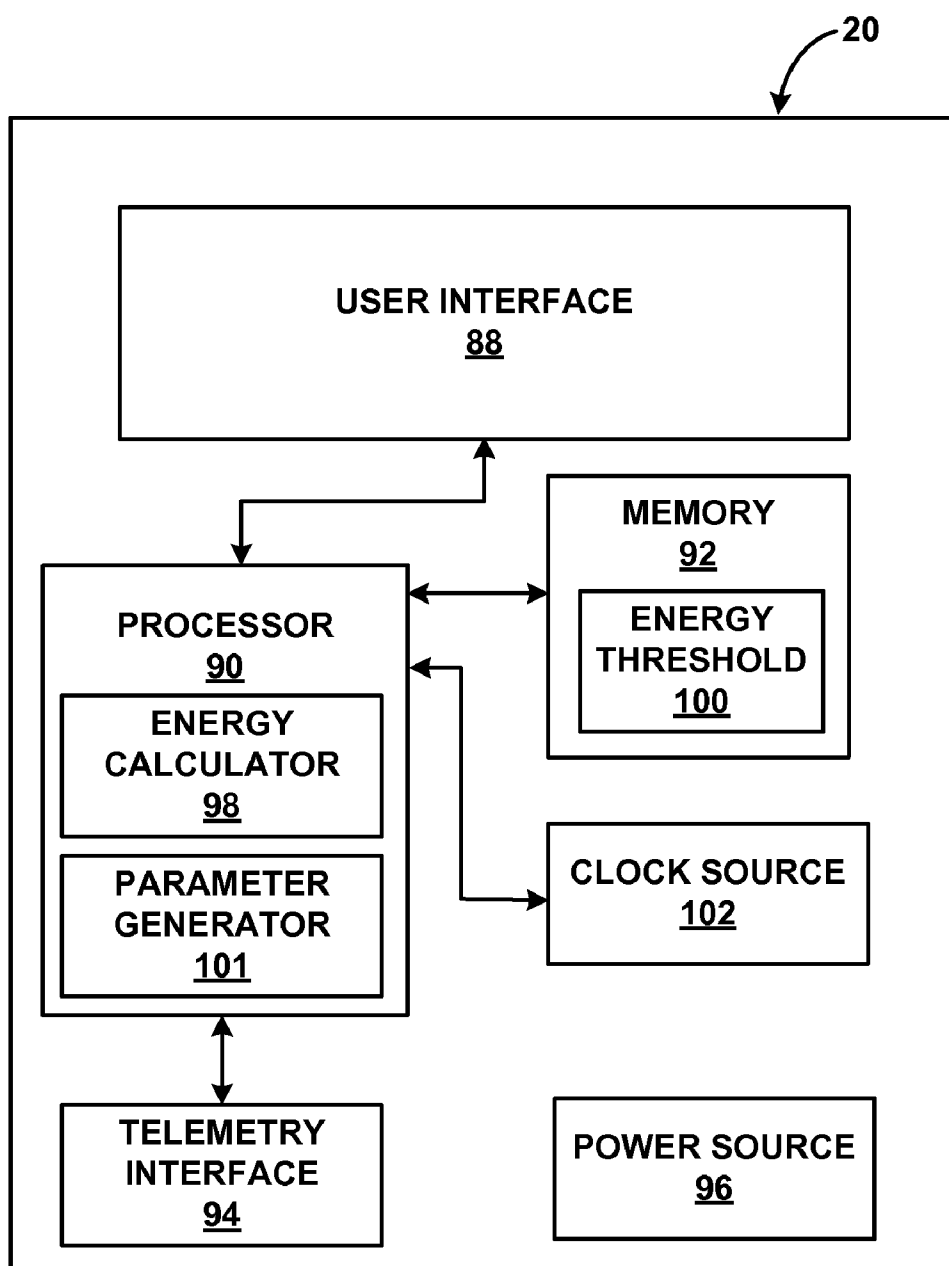 20
USER INTERFACE
88
MEMORY
92
ENERGY
THRESHOLD
100
PROCESSOR
90
ENERGY
CALCULATOR
98
PARAMETER
GENERATOR
101
CLOCK SOURCE
102
TELEMETRY
INTERFACE
94
POWER SOURCE
96